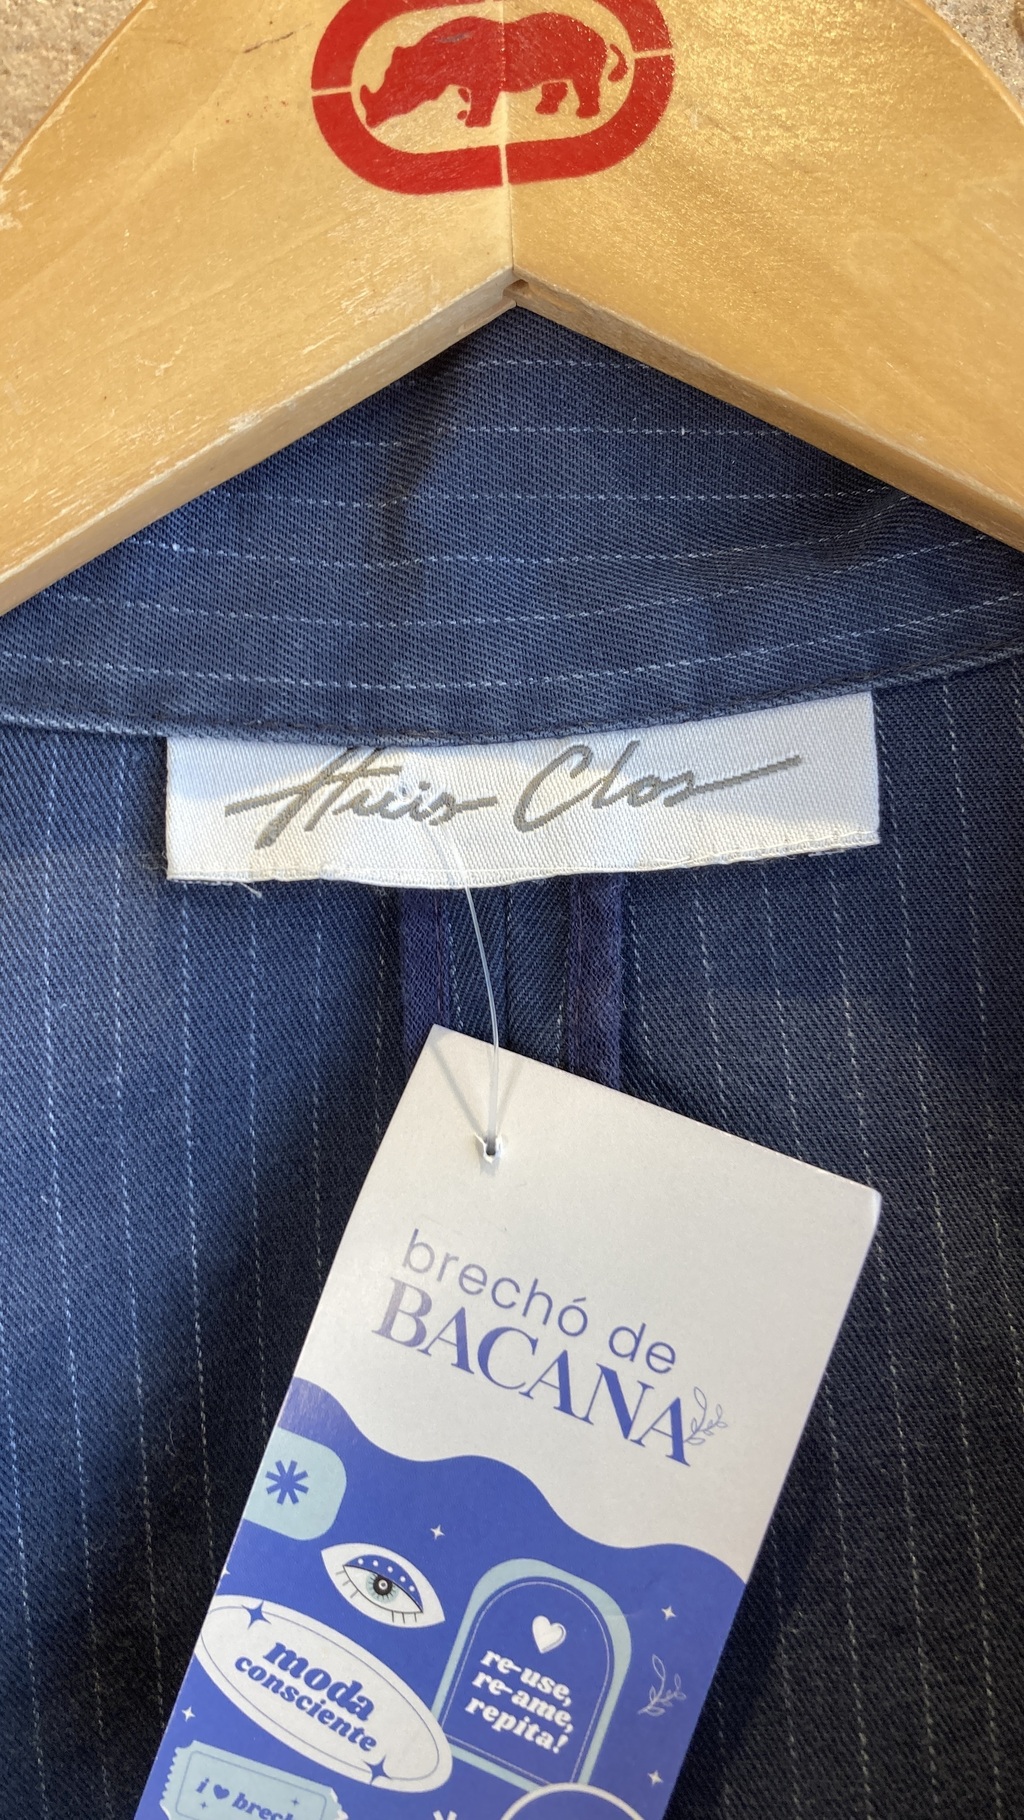 Huis Clos
brechó de
BACANA
moda
consciente
re-use,
re-ame,
repita!
i ♥